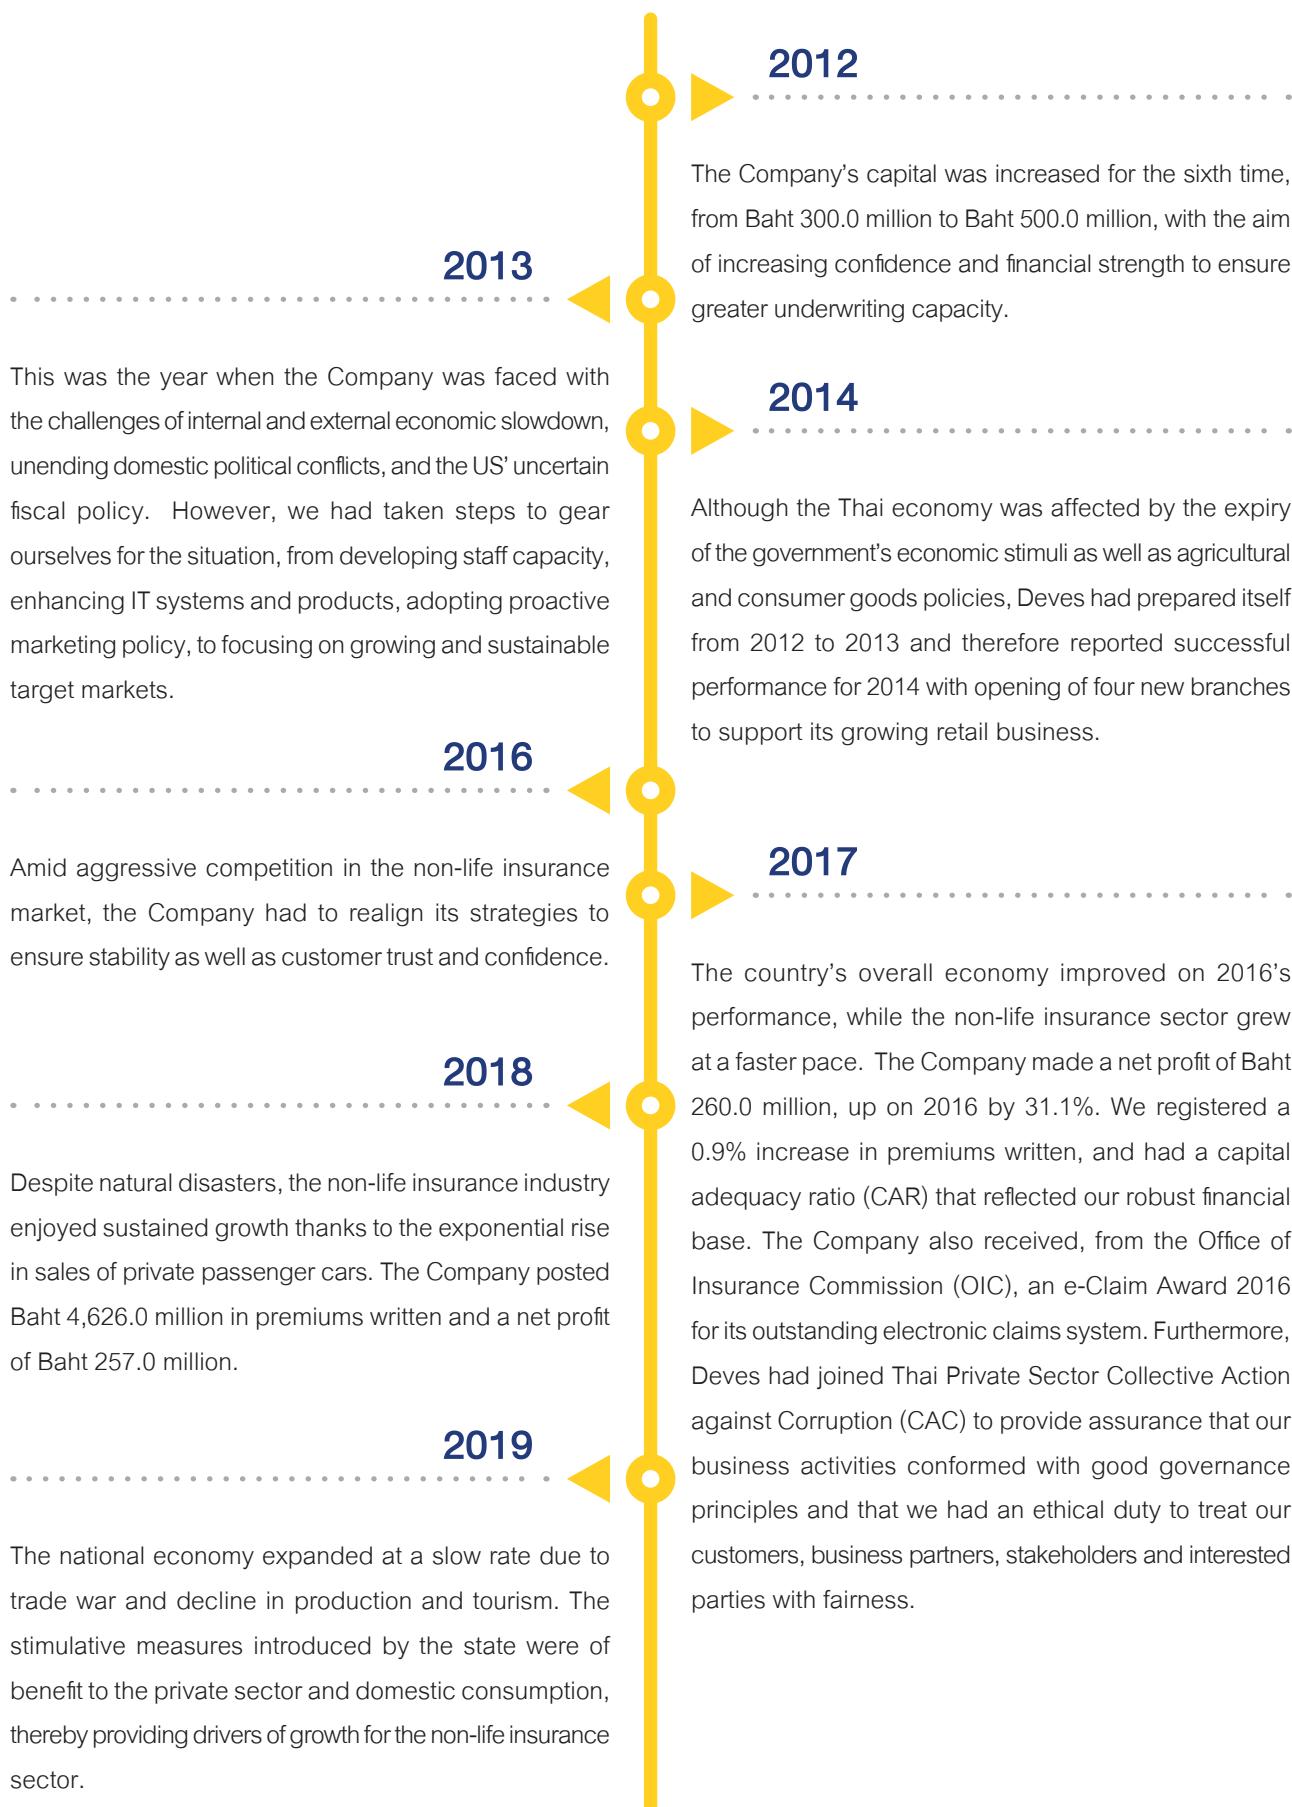 2012
The Company's capital was increased for the sixth time,
from Baht 300.0 million to Baht 500.0 million, with the aim
of increasing confidence and financial strength to ensure
greater underwriting capacity.
2013
This was the year when the Company was faced with
the challenges of internal and external economic slowdown,
unending domestic political conflicts, and the US' uncertain
fiscal policy. However, we had taken steps to gear
ourselves for the situation, from developing staff capacity,
enhancing IT systems and products, adopting proactive
marketing policy, to focusing on growing and sustainable
target markets.
2014
Although the Thai economy was affected by the expiry
of the government's economic stimuli as well as agricultural
and consumer goods policies, Deves had prepared itself
from 2012 to 2013 and therefore reported successful
performance for 2014 with opening of four new branches
to support its growing retail business.
2016
Amid aggressive competition in the non-life insurance
market, the Company had to realign its strategies to
ensure stability as well as customer trust and confidence.
2017
The country's overall economy improved on 2016's
performance, while the non-life insurance sector grew
at a faster pace. The Company made a net profit of Baht
260.0 million, up on 2016 by 31.1%. We registered a
0.9% increase in premiums written, and had a capital
adequacy ratio (CAR) that reflected our robust financial
base. The Company also received, from the Office of
Insurance Commission (OIC), an e-Claim Award 2016
for its outstanding electronic claims system. Furthermore,
Deves had joined Thai Private Sector Collective Action
against Corruption (CAC) to provide assurance that our
business activities conformed with good governance
principles and that we had an ethical duty to treat our
customers, business partners, stakeholders and interested
parties with fairness.
2018
Despite natural disasters, the non-life insurance industry
enjoyed sustained growth thanks to the exponential rise
in sales of private passenger cars. The Company posted
Baht 4,626.0 million in premiums written and a net profit
of Baht 257.0 million.
2019
The national economy expanded at a slow rate due to
trade war and decline in production and tourism. The
stimulative measures introduced by the state were of
benefit to the private sector and domestic consumption,
thereby providing drivers of growth for the non-life insurance
sector.